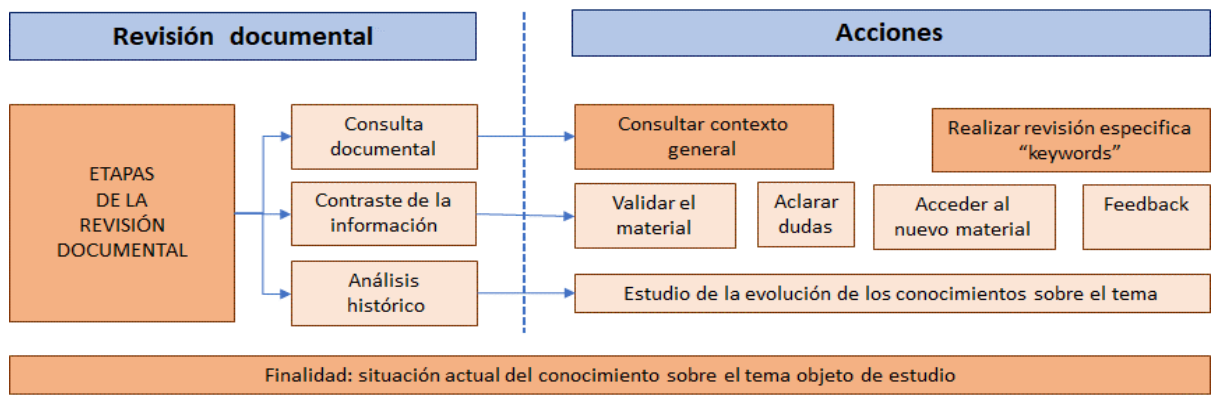 Revisión documental
Acciones
ETAPAS
DE LA
REVISIÓN
DOCUMENTAL
Consulta
documental
Consultar contexto
general
Realizar revisión especifica
“keywords”
Contraste de la
información
Validar el
material
Aclarar
dudas
Acceder al
nuevo material
Feedback
Análisis
histórico
Estudio de la evolución de los conocimientos sobre el tema
Finalidad: situación actual del conocimiento sobre el tema objeto de estudio